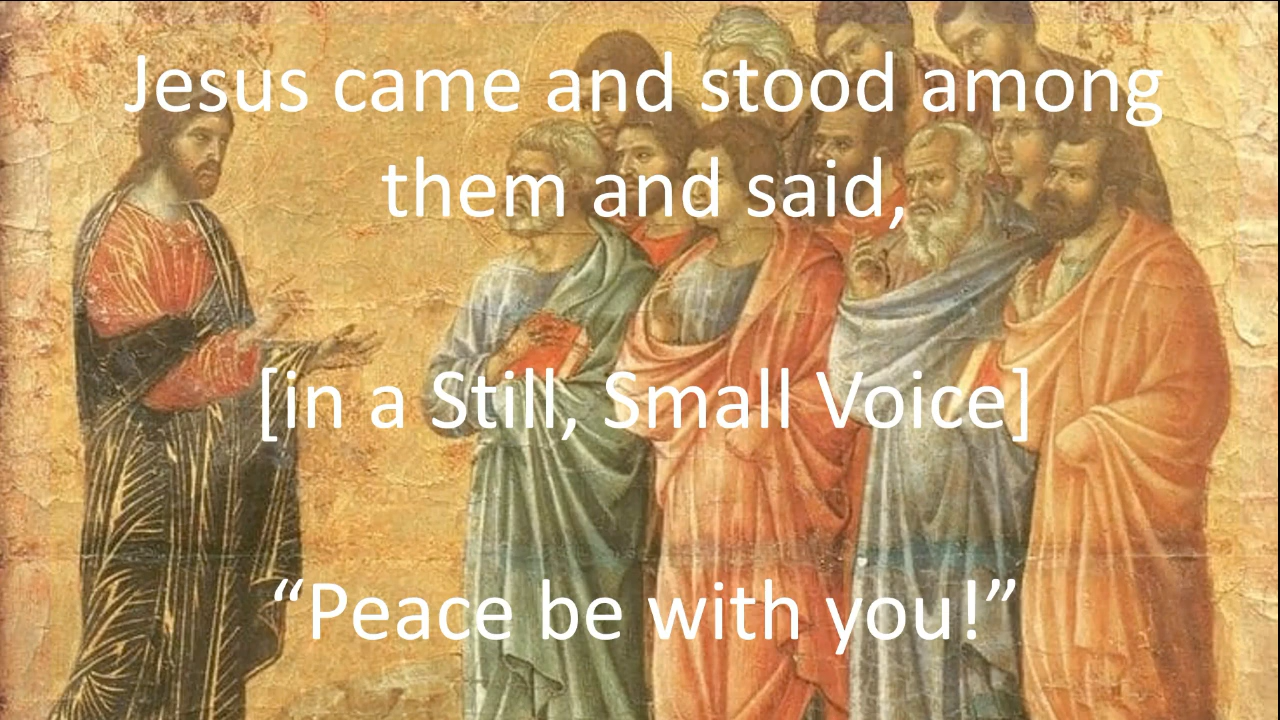 Jesus came and stood among
them and said,
[in a Still, Small Voice]
“Peace be with you!”